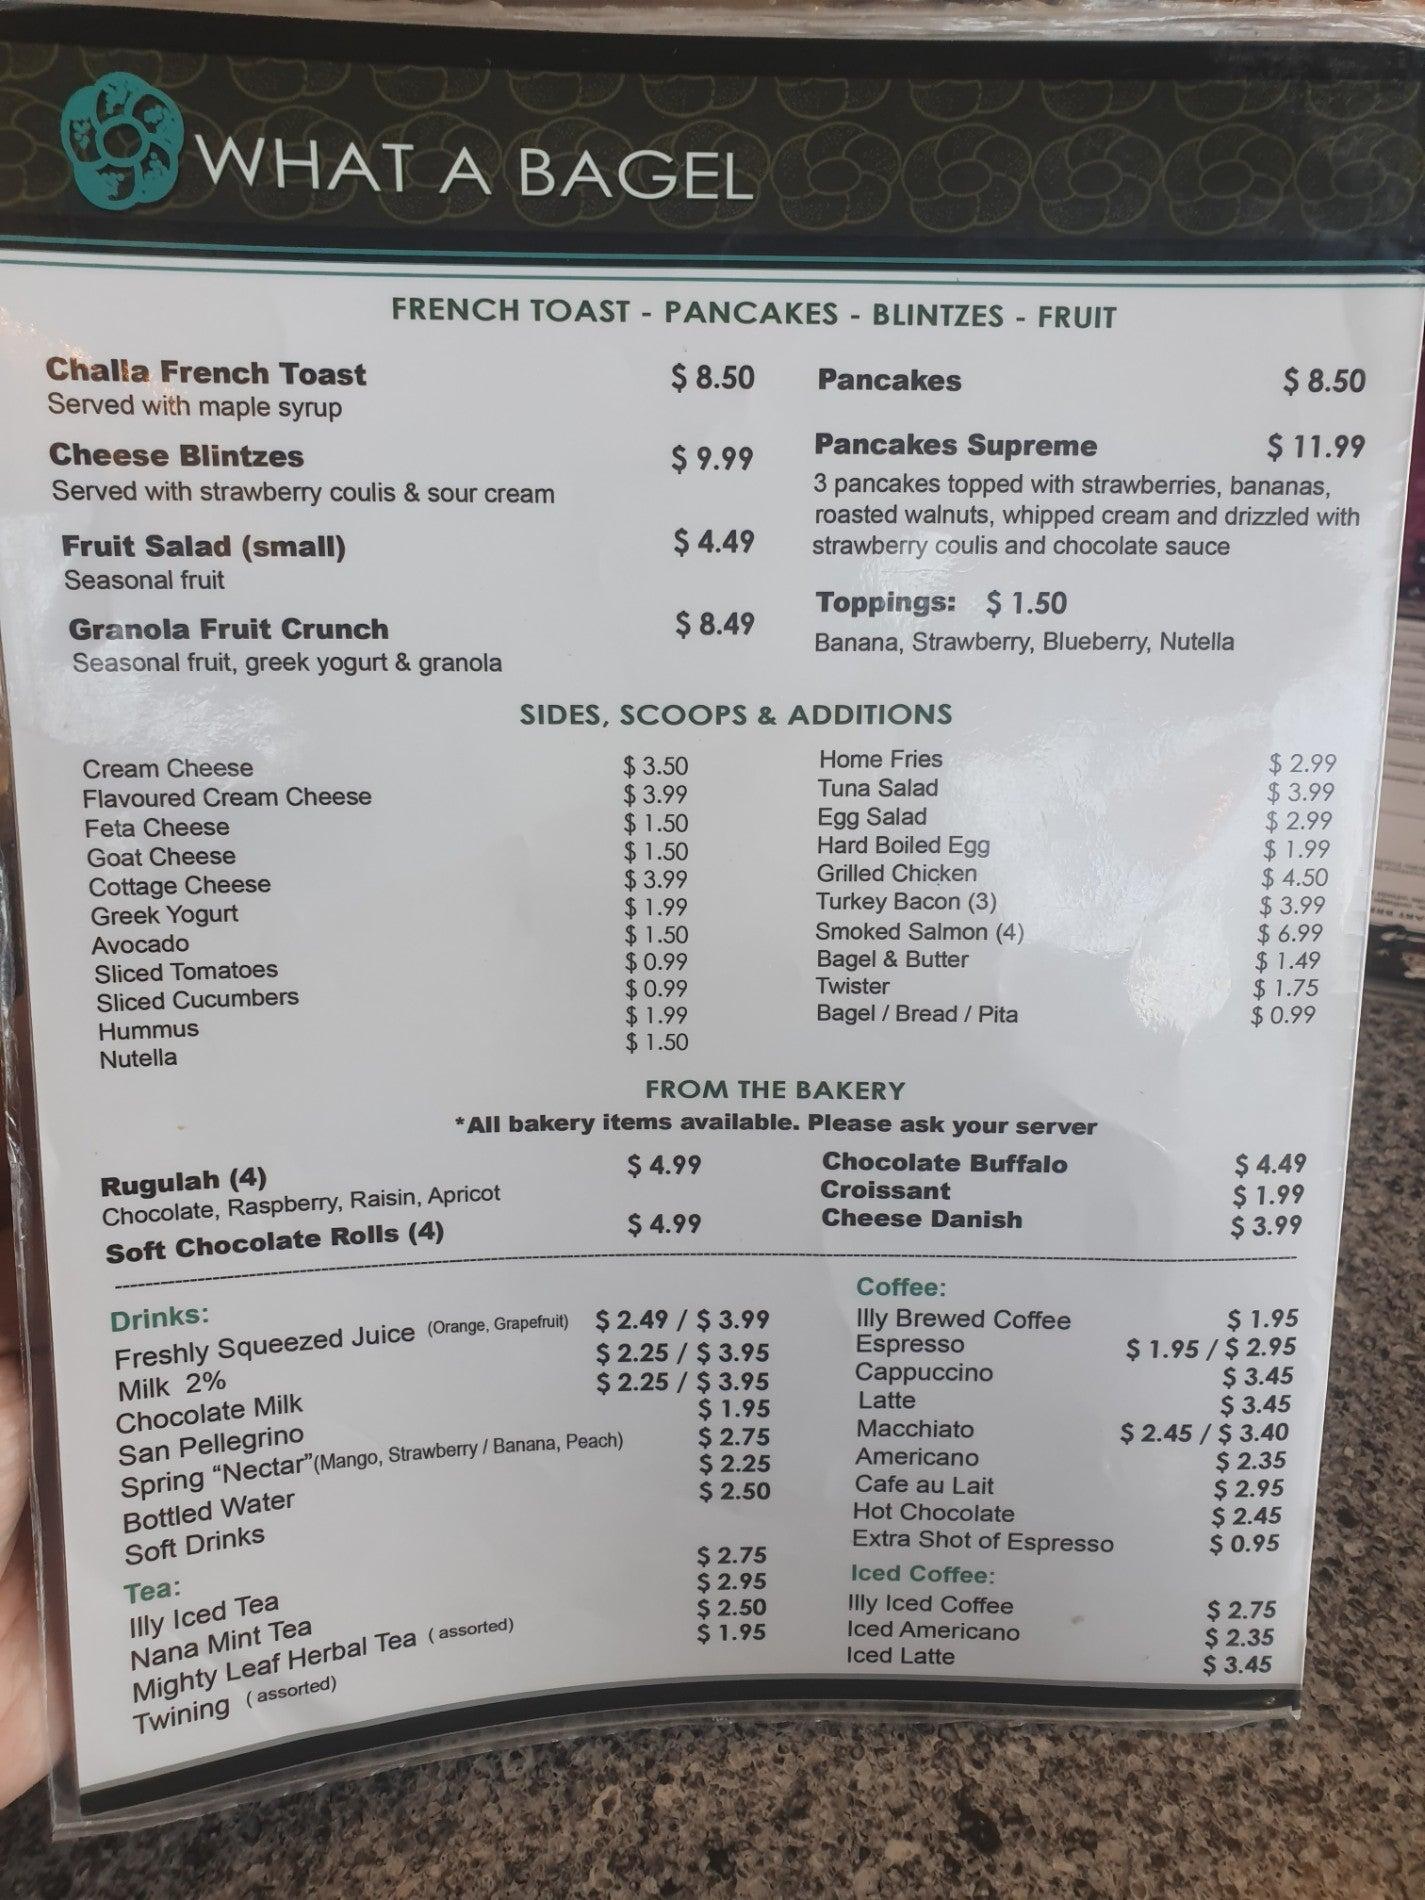 WHAT A BAGEL
FRENCH TOAST - PANCAKES - BLINTZES - FRUIT
Challa French Toast $ 8.50
Served with maple syrup
Cheese Blintzes $ 9.99
Served with strawberry coulis & sour cream
Fruit Salad (small) $ 4.49
Seasonal fruit
Granola Fruit Crunch $ 8.49
Seasonal fruit, greek yogurt & granola
Pancakes $ 8.50
Pancakes Supreme $ 11.99
3 pancakes topped with strawberries, bananas,
roasted walnuts, whipped cream and drizzled with
strawberry coulis and chocolate sauce
Toppings: $ 1.50
Banana, Strawberry, Blueberry, Nutella
SIDES, SCOOPS & ADDITIONS
Cream Cheese $ 3.50
Flavoured Cream Cheese $ 3.99
Feta Cheese $ 1.50
Goat Cheese $ 1.50
Cottage Cheese $ 3.99
Greek Yogurt $ 1.99
Avocado $ 1.50
Sliced Tomatoes $ 0.99
Sliced Cucumbers $ 0.99
Hummus $ 1.99
Nutella $ 1.50
Home Fries $ 2.99
Tuna Salad $ 3.99
Egg Salad $ 2.99
Hard Boiled Egg $ 1.99
Grilled Chicken $ 4.50
Turkey Bacon (3) $ 3.99
Smoked Salmon (4) $ 6.99
Bagel & Butter $ 1.49
Twister $ 1.75
Bagel / Bread / Pita $ 0.99
FROM THE BAKERY
*All bakery items available. Please ask your server
Rugulah (4) $ 4.99
Chocolate, Raspberry, Raisin, Apricot
Soft Chocolate Rolls (4) $ 4.99
Chocolate Buffalo $ 4.49
Croissant $ 1.99
Cheese Danish $ 3.99
Drinks:
Freshly Squeezed Juice (Orange, Grapefruit) $ 2.49 / $ 3.99
Milk 2% $ 2.25 / $ 3.95
Chocolate Milk $ 2.25 / $ 3.95
San Pellegrino $ 1.95
Spring "Nectar"(Mango, Strawberry / Banana, Peach) $ 2.75
Bottled Water $ 2.25
Soft Drinks $ 2.50
Tea:
Illy Iced Tea $ 2.75
Nana Mint Tea $ 2.95
Mighty Leaf Herbal Tea (assorted) $ 2.50
Twining (assorted) $ 1.95
Coffee:
Illy Brewed Coffee $ 1.95
Espresso $ 1.95 / $ 2.95
Cappuccino $ 3.45
Latte $ 3.45
Macchiato $ 2.45 / $ 3.40
Americano $ 2.35
Cafe au Lait $ 2.95
Hot Chocolate $ 2.45
Extra Shot of Espresso $ 0.95
Iced Coffee:
Illy Iced Coffee $ 2.75
Iced Americano $ 2.35
Iced Latte $ 3.45